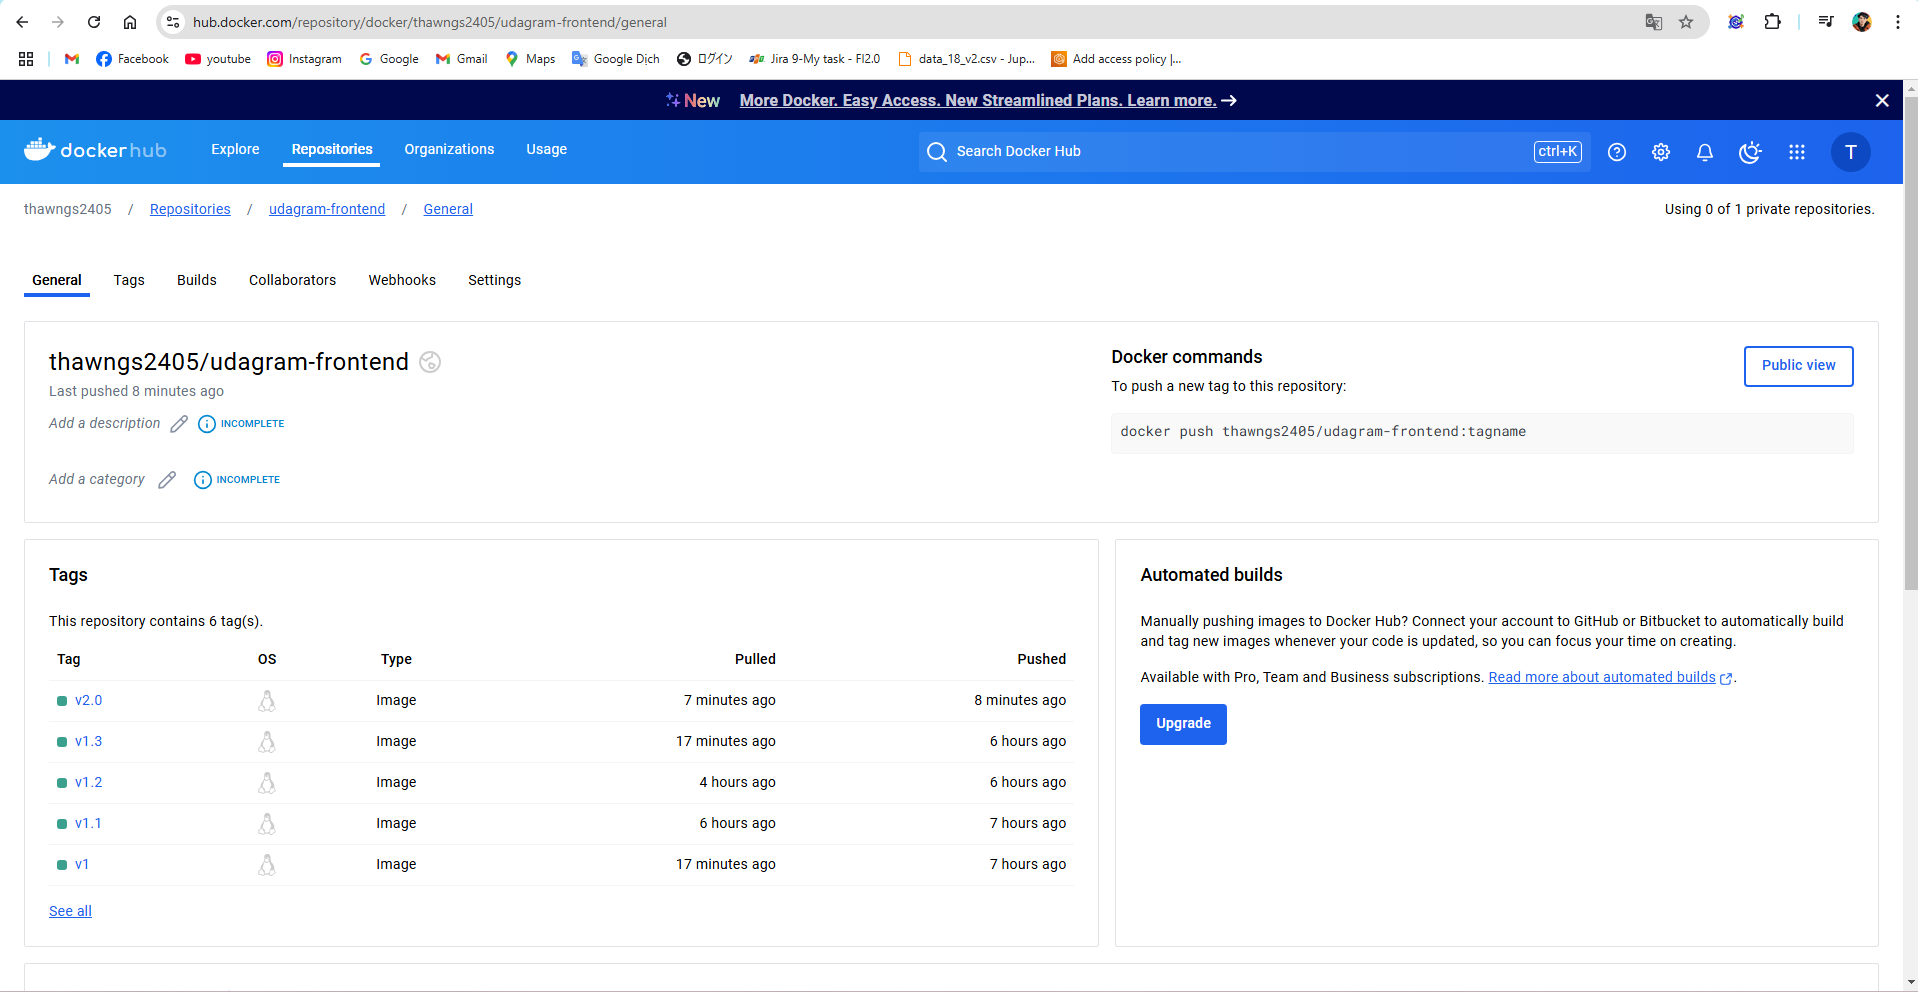 hub.docker.com/repository/docker/thawngs2405/udagram-frontend/general
Facebook youtube Instagram Google Gmail Maps Google Dịch ログイン Jira 9-My task - FI2.0 data_18_v2.csv - Jup... Add access policy |...
New More Docker. Easy Access. New Streamlined Plans. Learn more.
dockerhub Explore Repositories Organizations Usage Search Docker Hub ctrl+K T
thawngs2405 / Repositories / udagram-frontend / General Using 0 of 1 private repositories.
General Tags Builds Collaborators Webhooks Settings
thawngs2405/udagram-frontend
Last pushed 8 minutes ago
Add a description INCOMPLETE
Add a category INCOMPLETE
Docker commands
Public view
To push a new tag to this repository:
docker push thawngs2405/udagram-frontend:tagname
Tags
This repository contains 6 tag(s).
Tag OS Type Pulled Pushed
v2.0 Image 7 minutes ago 8 minutes ago
v1.3 Image 17 minutes ago 6 hours ago
v1.2 Image 4 hours ago 6 hours ago
v1.1 Image 6 hours ago 7 hours ago
v1 Image 17 minutes ago 7 hours ago
See all
Automated builds
Manually pushing images to Docker Hub? Connect your account to GitHub or Bitbucket to automatically build
and tag new images whenever your code is updated, so you can focus your time on creating.
Available with Pro, Team and Business subscriptions. Read more about automated builds .
Upgrade